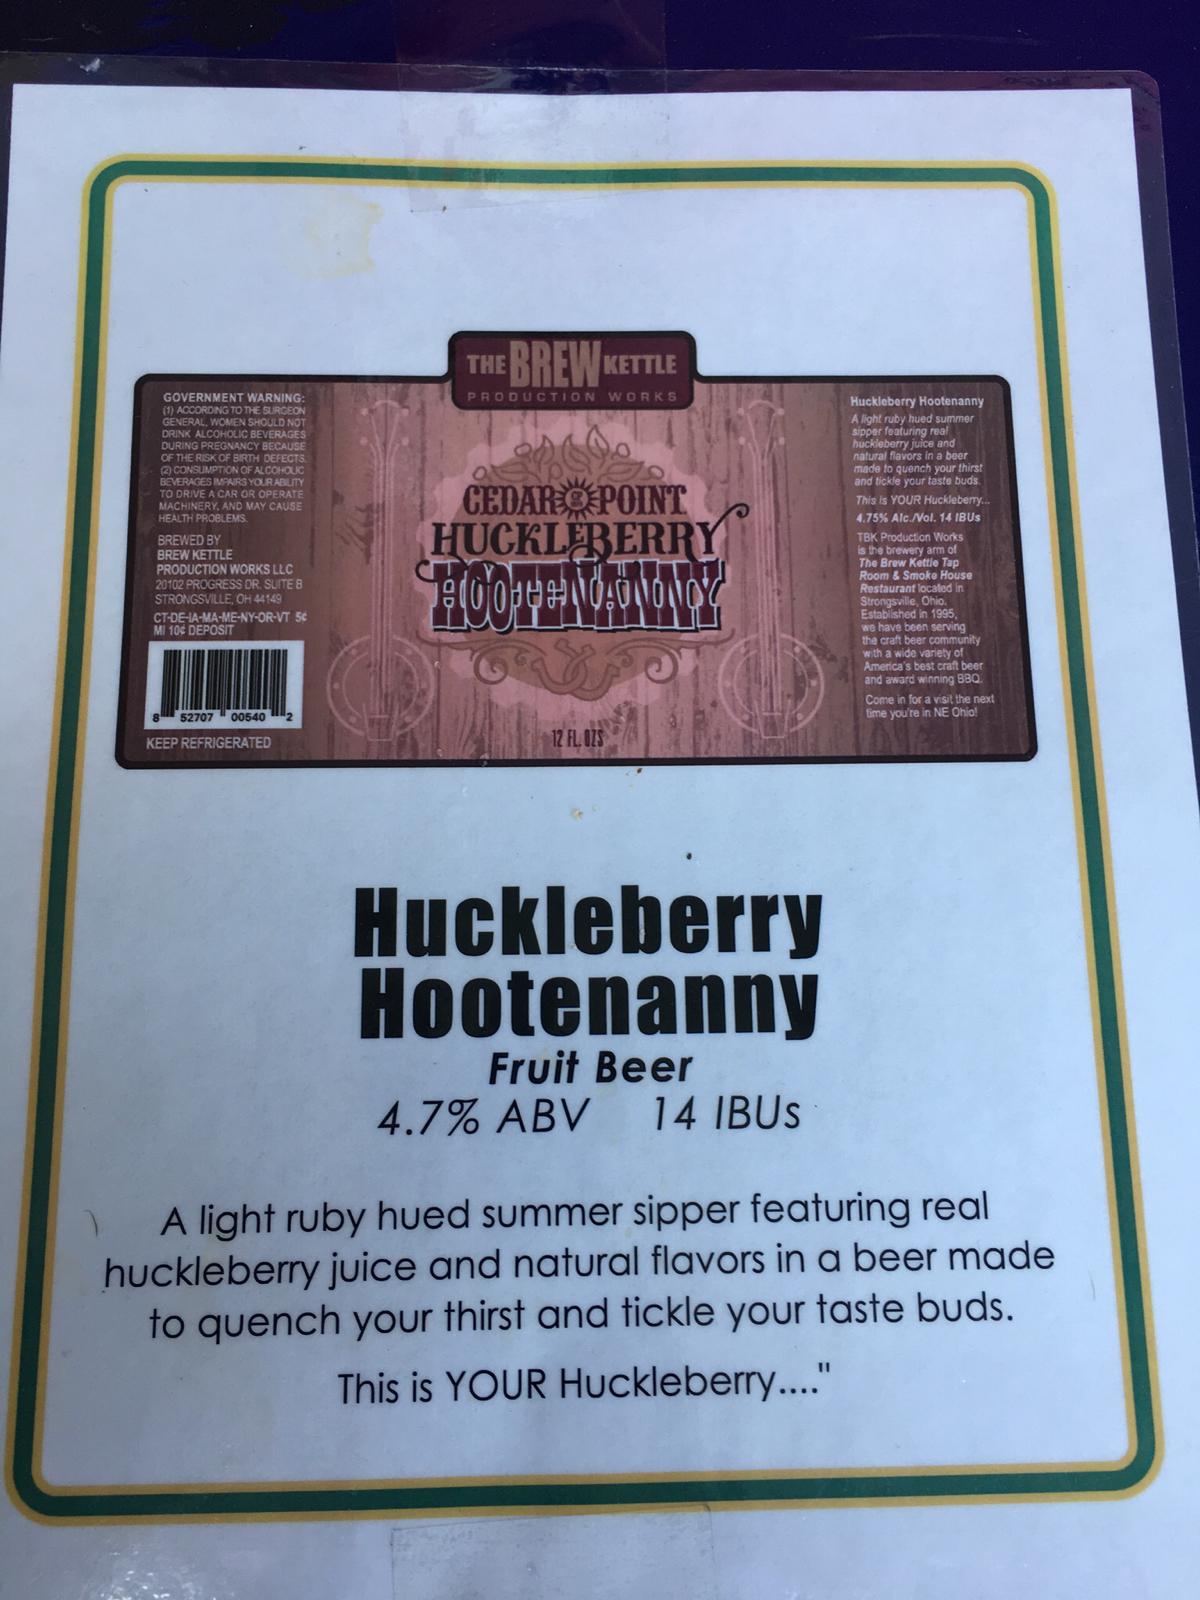 THE BREW KETTLE
PRODUCTION WORKS
GOVERNMENT WARNING:
(1) ACCORDING TO THE SURGEON
GENERAL, WOMEN SHOULD NOT
DRINK ALCOHOLIC BEVERAGES
DURING PREGNANCY BECAUSE
OF THE RISK OF BIRTH DEFECTS.
(2) CONSUMPTION OF ALCOHOLIC
BEVERAGES IMPAIRS YOUR ABILITY
TO DRIVE A CAR OR OPERATE
MACHINERY, AND MAY CAUSE
HEALTH PROBLEMS.
BREWED BY
BREW KETTLE
PRODUCTION WORKS LLC
20102 PROGRESS DR. SUITE B
STRONGSVILLE, OH 44149
CT-DE-IA-MA-ME-NY-OR-VT 5¢
MI 10¢ DEPOSIT
8 52707 00540 2
KEEP REFRIGERATED
CEDAR POINT
HUCKLEBERRY
HOOTENANNY
12 FL. OZS
Huckleberry Hootenanny
A light ruby hued summer
sipper featuring real
huckleberry juice and
natural flavors in a beer
made to quench your thirst
and tickle your taste buds.
This is YOUR Huckleberry...
4.75% Alc./Vol. 14 IBUs
TBK Production Works
is the brewery arm of
The Brew Kettle Tap
Room & Smoke House
Restaurant located in
Strongsville, Ohio.
Established in 1995,
we have been serving
the craft beer community
with a wide variety of
America's best craft beer
and award winning BBQ.
Come in for a visit the next
time you're in NE Ohio!
Huckleberry
Hootenanny
Fruit Beer
4.7% ABV 14 IBUs
A light ruby hued summer sipper featuring real
huckleberry juice and natural flavors in a beer made
to quench your thirst and tickle your taste buds.
This is YOUR Huckleberry...."